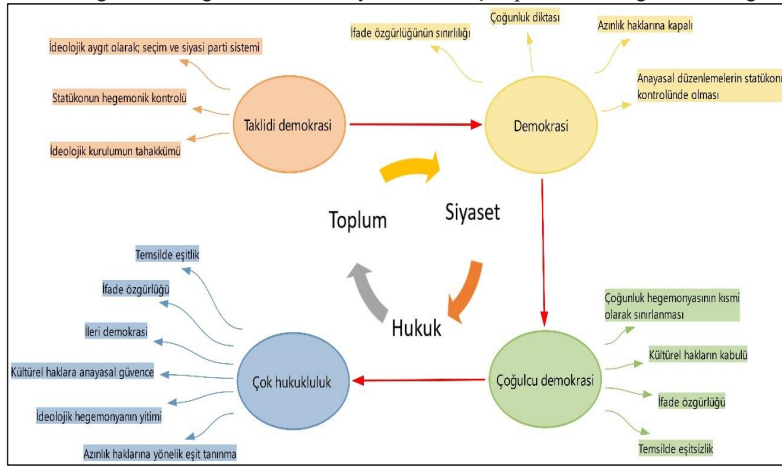 İdeolojik aygıt olarak; seçim ve siyasi parti sistemi
Statükonun hegemonik kontrolü
İdeolojik kurulumun tahakkümü
Taklidi demokrasi
İfade özgürlüğünün sınırlılığı
Çoğunluk diktası
Azınlık haklarına kapalı
Anayasal düzenlemelerin statükonu
kontrolünde olması
Demokrasi
Toplum
Siyaset
Hukuk
Temsilde eşitlik
İfade özgürlüğü
İleri demokrasi
Kültürel haklara anayasal güvence
İdeolojik hegemonyanın yitimi
Azınlık haklarına yönelik eşit tanınma
Çok hukukluluk
Çoğulcu demokrasi
Çoğunluk hegemonyasının kısmi
olarak sınırlanması
Kültürel hakların kabulü
İfade özgürlüğü
Temsilde eşitsizlik